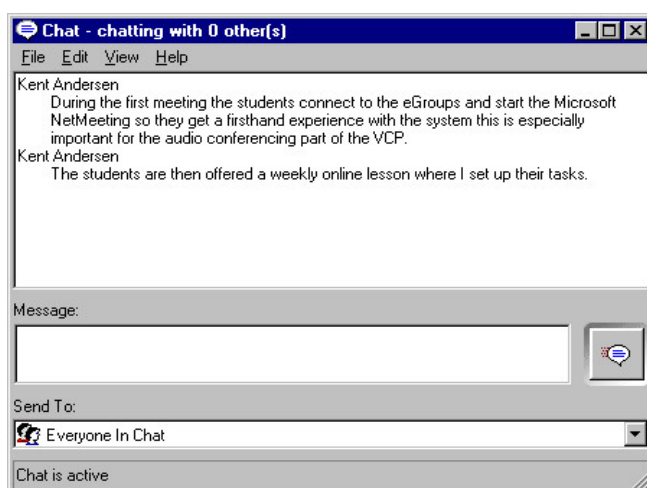 Chat - chatting with 0 other(s)
File Edit View Help
Kent Andersen
During the first meeting the students connect to the eGroups and start the Microsoft
NetMeeting so they get a firsthand experience with the system this is especially
important for the audio conferencing part of the VCP.
Kent Andersen
The students are then offered a weekly online lesson where I set up their tasks.
Message:
Send To:
Everyone In Chat
Chat is active